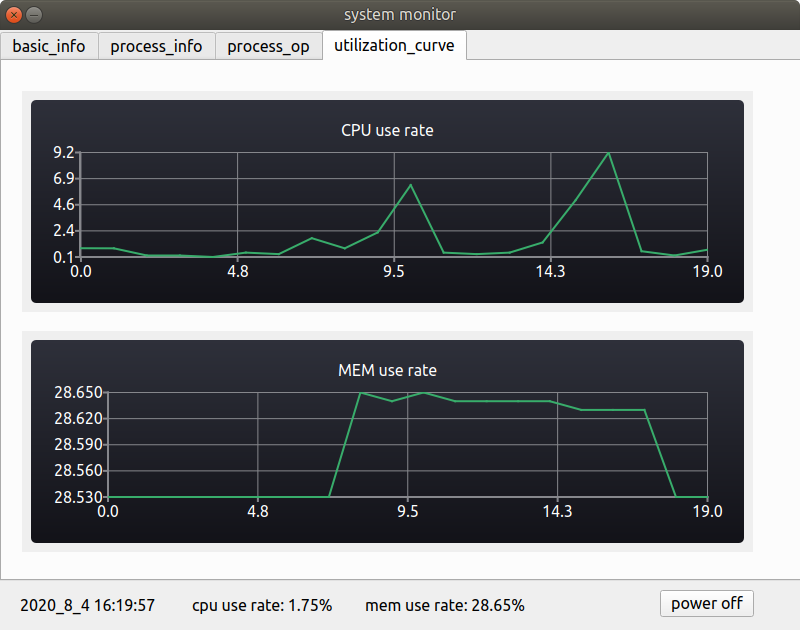 system monitor
basic_info process_info process_op utilization_curve
CPU use rate
9.2
6.9
4.6
2.4
0.1
0.0 4.8 9.5 14.3 19.0
MEM use rate
28.650
28.620
28.590
28.560
28.530
0.0 4.8 9.5 14.3 19.0
2020_8_4 16:19:57 cpu use rate: 1.75% mem use rate: 28.65% power off